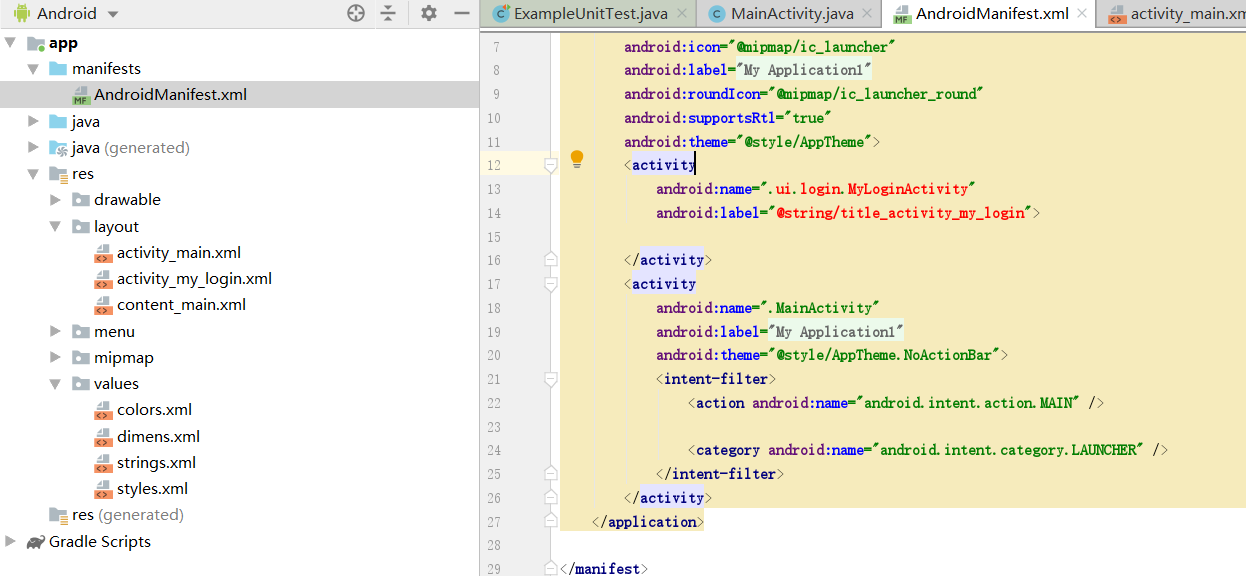 Android
ExampleUnitTest.java
MainActivity.java
AndroidManifest.xml
activity_main.xm
app
manifests
AndroidManifest.xml
java
java (generated)
res
drawable
layout
activity_main.xml
activity_my_login.xml
content_main.xml
menu
mipmap
values
colors.xml
dimens.xml
strings.xml
styles.xml
res (generated)
Gradle Scripts
7 android:icon="@mipmap/ic_launcher"
8 android:label="My Application1"
9 android:roundIcon="@mipmap/ic_launcher_round"
10 android:supportsRtl="true"
11 android:theme="@style/AppTheme">
12 <activity
13 android:name=".ui.login.MyLoginActivity"
14 android:label="@string/title_activity_my_login">
15
16 </activity>
17 <activity
18 android:name=".MainActivity"
19 android:label="My Application1"
20 android:theme="@style/AppTheme.NoActionBar">
21 <intent-filter>
22 <action android:name="android.intent.action.MAIN" />
23
24 <category android:name="android.intent.category.LAUNCHER" />
25 </intent-filter>
26 </activity>
27 </application>
28
29 </manifest>